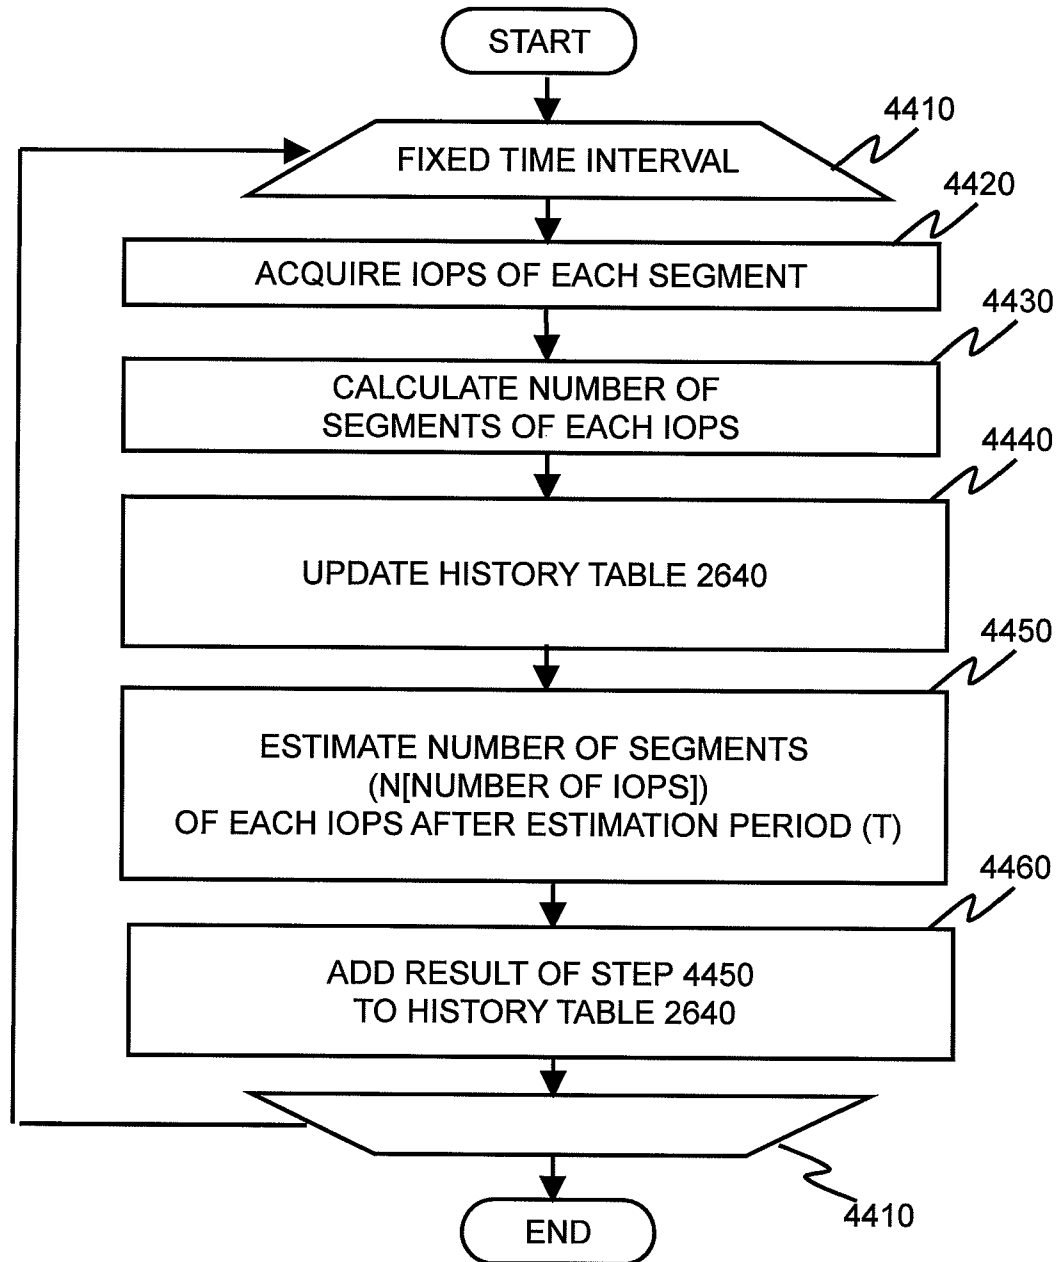 START
4410
FIXED TIME INTERVAL
4420
ACQUIRE IOPS OF EACH SEGMENT
4430
CALCULATE NUMBER OF
SEGMENTS OF EACH IOPS
4440
UPDATE HISTORY TABLE 2640
4450
ESTIMATE NUMBER OF SEGMENTS
(N[NUMBER OF IOPS])
OF EACH IOPS AFTER ESTIMATION PERIOD (T)
4460
ADD RESULT OF STEP 4450
TO HISTORY TABLE 2640
4410
END